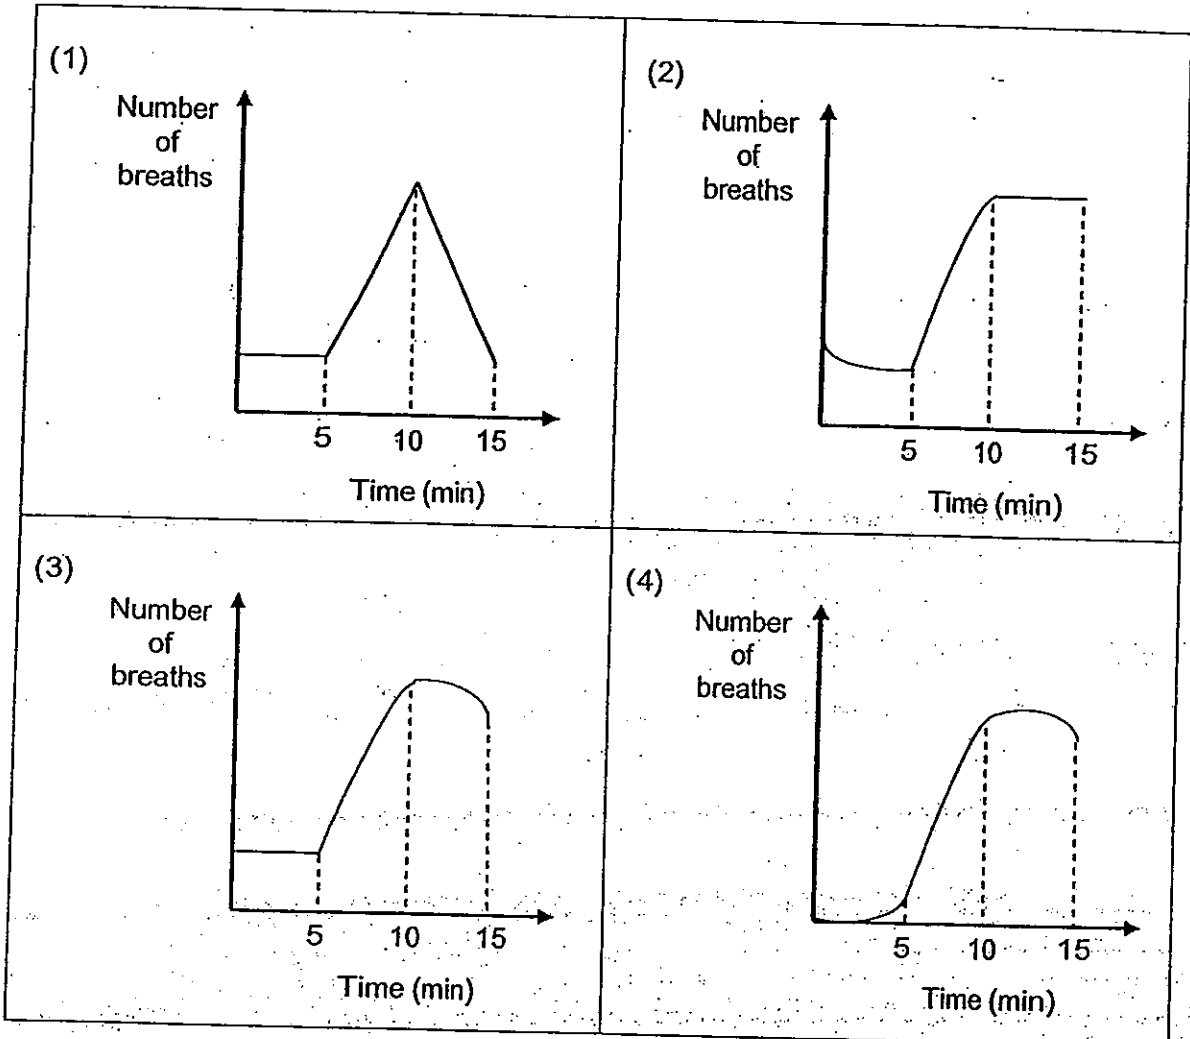 (1)
Number
of
breaths
5 10 15
Time (min)
(2)
Number
of
breaths
5 10 15
Time (min)
(3)
Number
of
breaths
5 10 15
Time (min)
(4)
Number
of
breaths
5 10 15
Time (min)